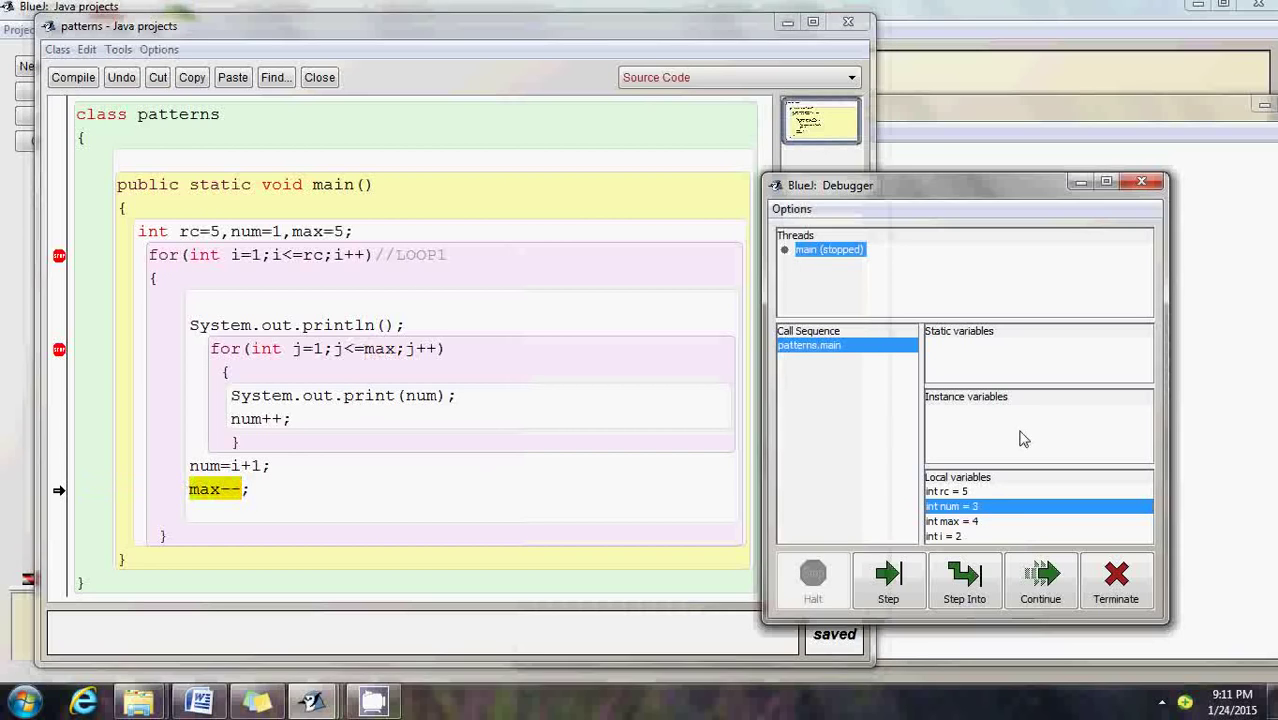 BlueJ: Java projects
patterns - Java projects
Class Edit Tools Options
Compile Undo Cut Copy Paste Find... Close Source Code
class patterns
{
public static void main()
{
int rc=5,num=1,max=5;
for(int i=1;i<=rc;i++)//LOOP1
{
System.out.println();
for(int j=1;j<=max;j++)
{
System.out.print(num);
num++;
}
num=i+1;
max--;
}
}
}
saved
BlueJ: Debugger
Options
Threads
main (stopped)
Call Sequence
patterns.main
Static variables
Instance variables
Local variables
int rc = 5
int num = 3
int max = 4
int i = 2
Halt Step Step Into Continue Terminate
9:11 PM
1/24/2015